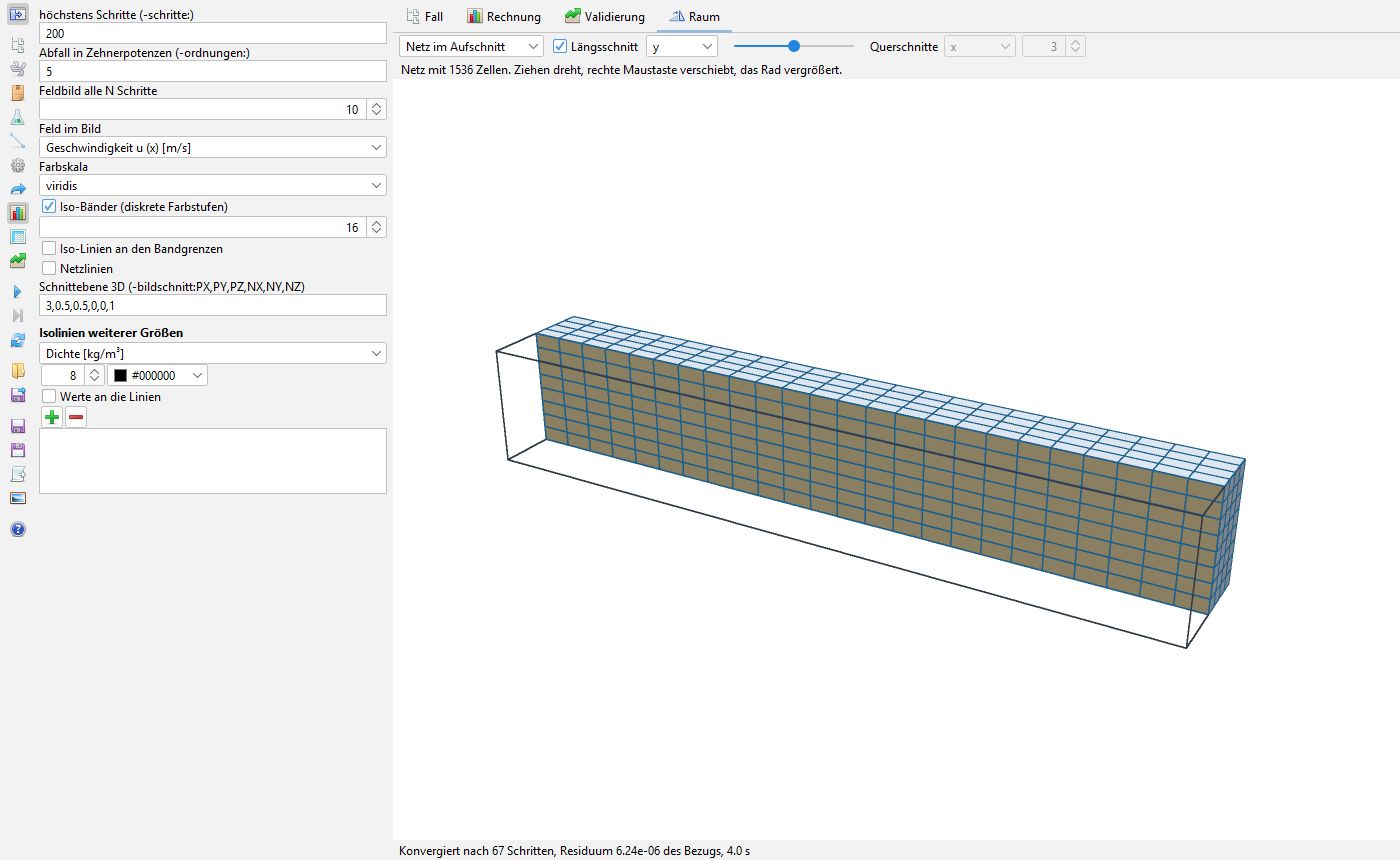 höchstens Schritte (-schritte:)
200
Abfall in Zehnerpotenzen (-ordnungen:)
5
Feldbild alle N Schritte
10
Feld im Bild
Geschwindigkeit u (x) [m/s]
Farbskala
viridis
Iso-Bänder (diskrete Farbstufen)
16
Iso-Linien an den Bandgrenzen
Netzlinien
Schnittebene 3D (-bildschnitt:PX,PY,PZ,NX,NY,NZ)
3,0.5,0.5,0,0,1
Isolinien weiterer Größen
Dichte [kg/m³]
8 #000000
Werte an die Linien
Fall Rechnung Validierung Raum
Netz im Aufschnitt Längsschnitt y Querschnitte x 3
Netz mit 1536 Zellen. Ziehen dreht, rechte Maustaste verschiebt, das Rad vergrößert.
Konvergiert nach 67 Schritten, Residuum 6.24e-06 des Bezugs, 4.0 s